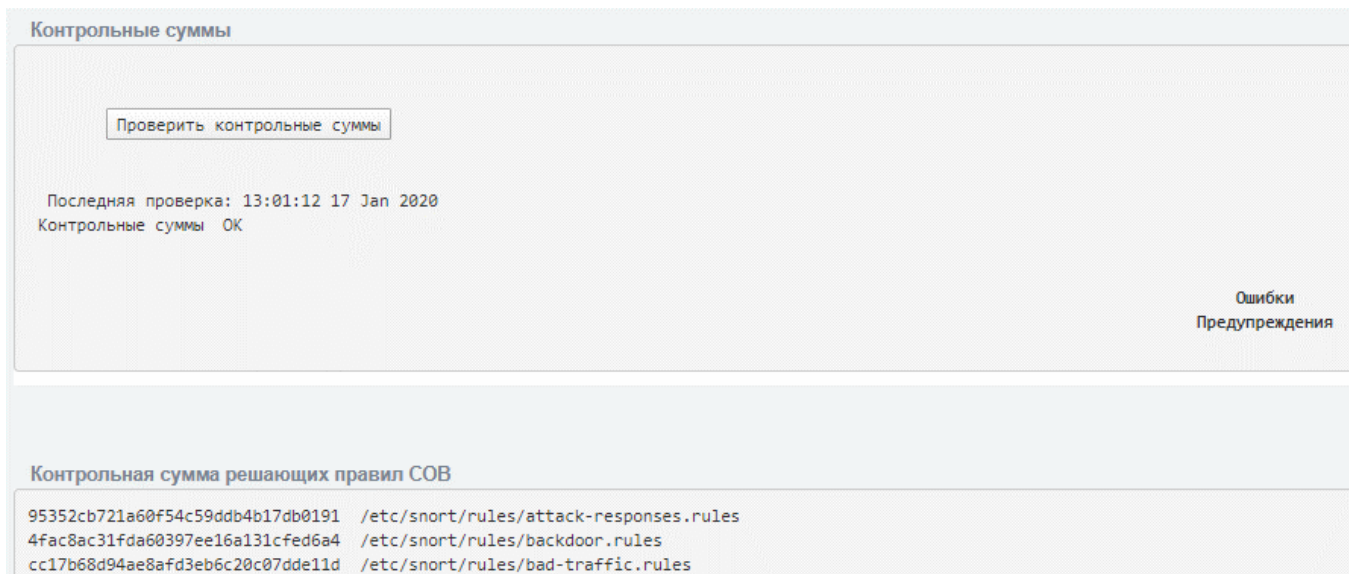 Контрольные суммы
Проверить контрольные суммы
Последняя проверка: 13:01:12 17 Jan 2020
Контрольные суммы OK
Ошибки
Предупреждения
Контрольная сумма решающих правил СОВ
95352cb721a60f54c59ddb4b17db0191 /etc/snort/rules/attack-responses.rules
4fac8ac31fda60397ee16a131cfed6a4 /etc/snort/rules/backdoor.rules
cc17b68d94ae8afd3eb6c20c07dde11d /etc/snort/rules/bad-traffic.rules